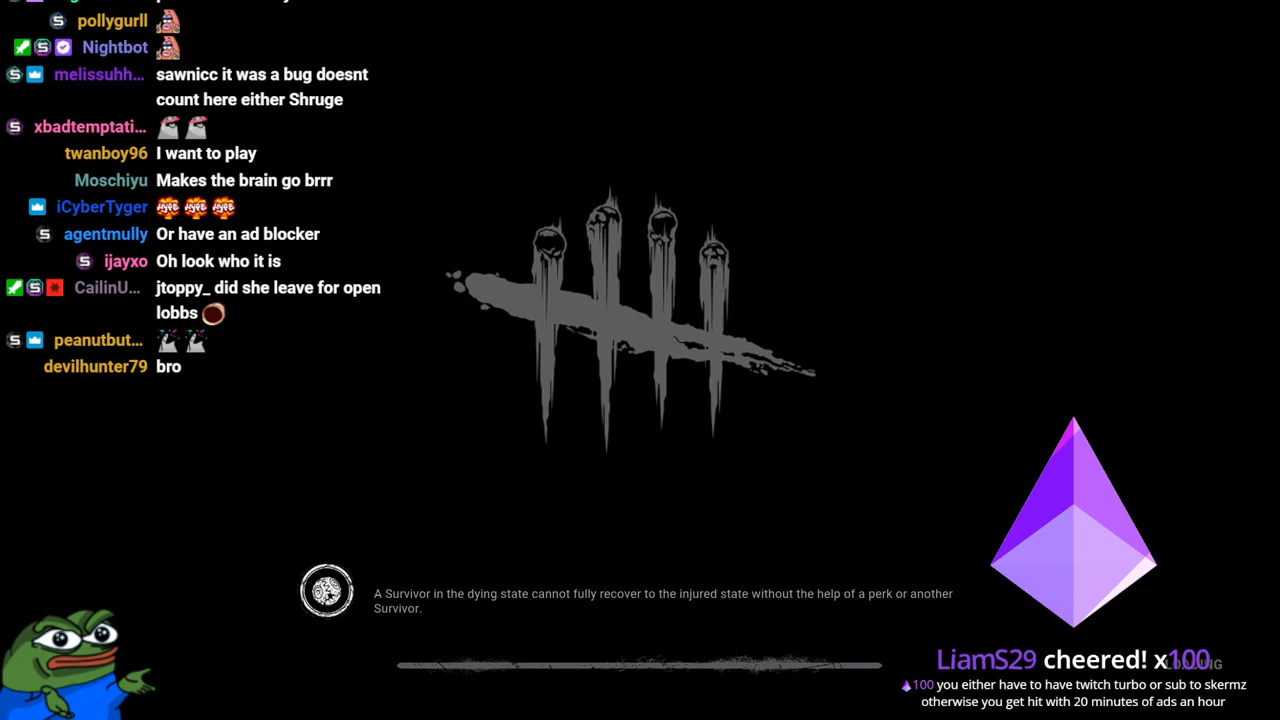 pollygurll
Nightbot
melissuhh... sawnicc it was a bug doesnt
count here either Shruge
xbadtemptati...
twanboy96 I want to play
Moschiyu Makes the brain go brrr
iCyberTyger HYPE HYPE HYPE
agentmully Or have an ad blocker
ijayxo Oh look who it is
CailinU... jtoppy_ did she leave for open
lobbs
peanutbut...
devilhunter79 bro
A Survivor in the dying state cannot fully recover to the injured state without the help of a perk or another
Survivor.
LOADING
LiamS29 cheered! x100
100 you either have to have twitch turbo or sub to skermz
otherwise you get hit with 20 minutes of ads an hour